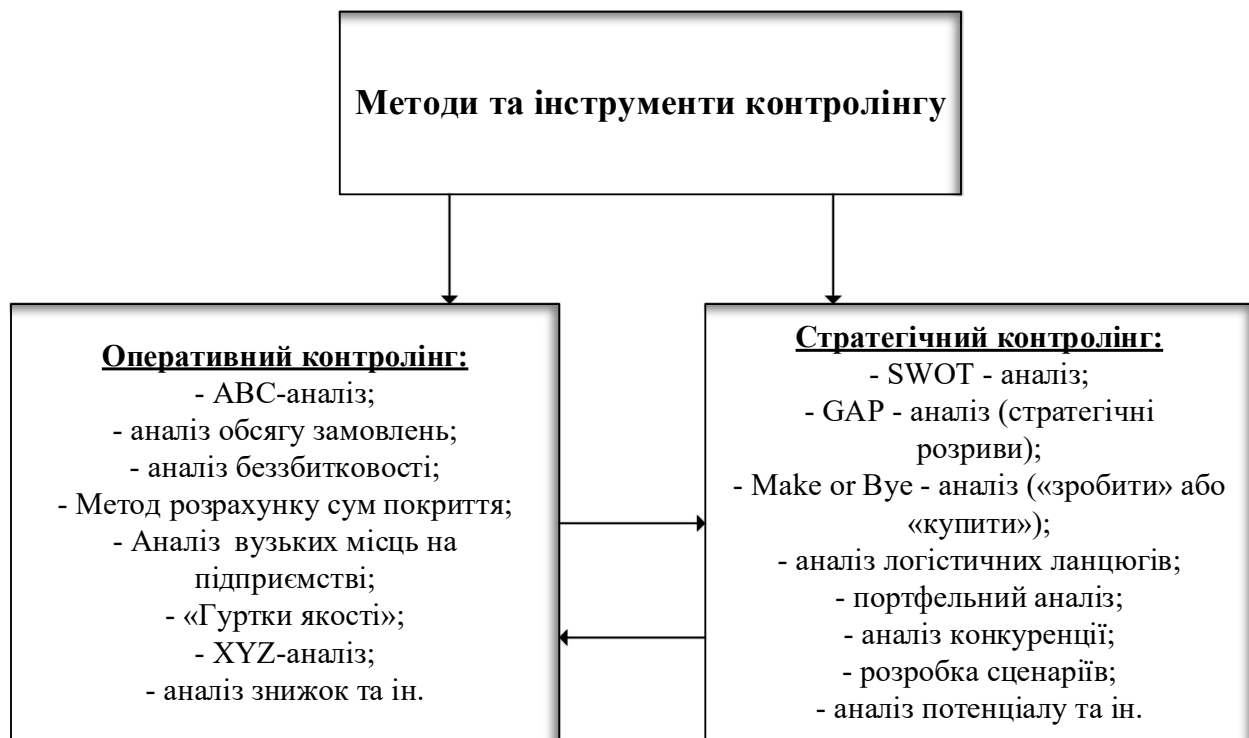 Методи та інструменти контролінгу
Оперативний контролінг:
- ABC-аналіз;
- аналіз обсягу замовлень;
- аналіз беззбитковості;
- Метод розрахунку сум покриття;
- Аналіз вузьких місць на
підприємстві;
- «Гуртки якості»;
- XYZ-аналіз;
- аналіз знижок та ін.
Стратегічний контролінг:
- SWOT - аналіз;
- GAP - аналіз (стратегічні
розриви);
- Make or Bye - аналіз («зробити» або
«купити»);
- аналіз логістичних ланцюгів;
- портфельний аналіз;
- аналіз конкуренції;
- розробка сценаріїв;
- аналіз потенціалу та ін.